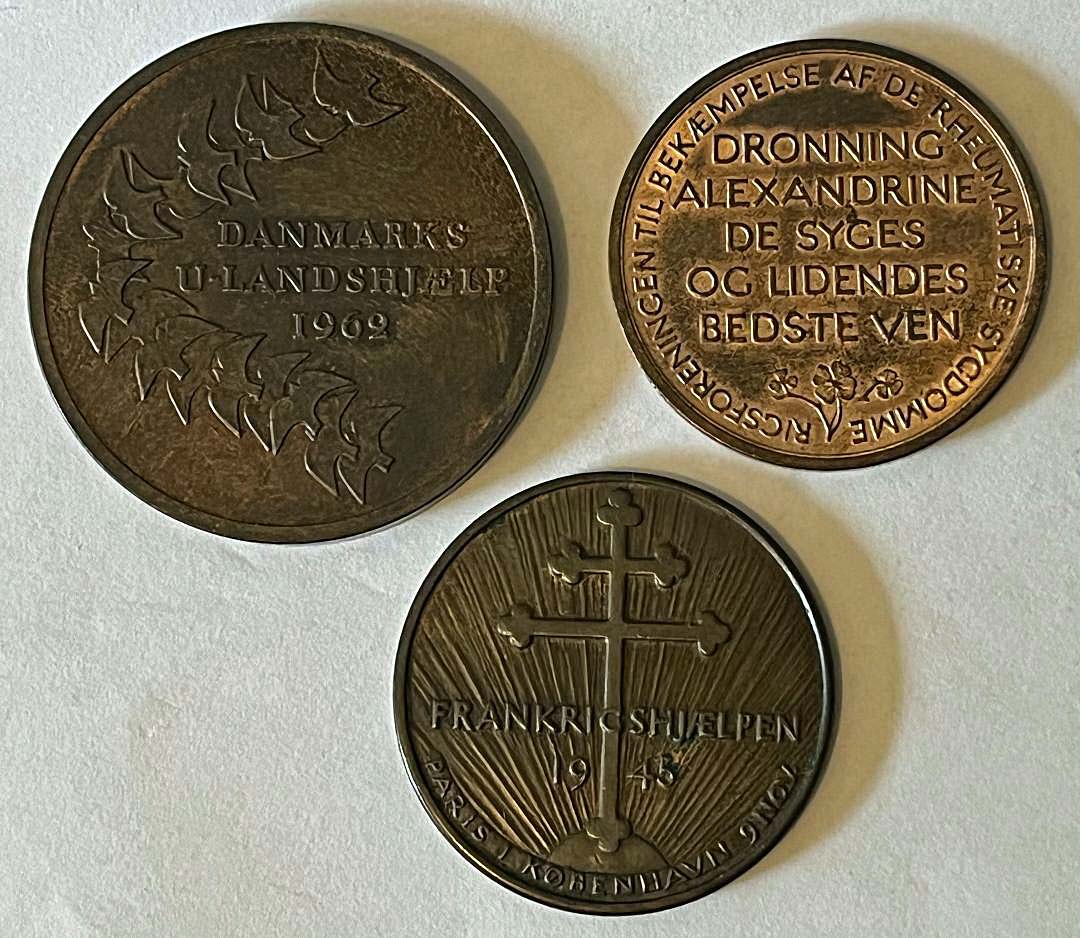 DANMARKS
U-LANDSHJÆLP
1962
RIGSFORENINGEN TIL BEKÆMPELSE AF DE RHEUMATISKE SYGDOMME
DRONNING
ALEXANDRINE
DE SYGES
OG LIDENDES
BEDSTE VEN
FRANKRIGSHJÆLPEN
1945
PARIS I KØBENHAVN 9 NOV.